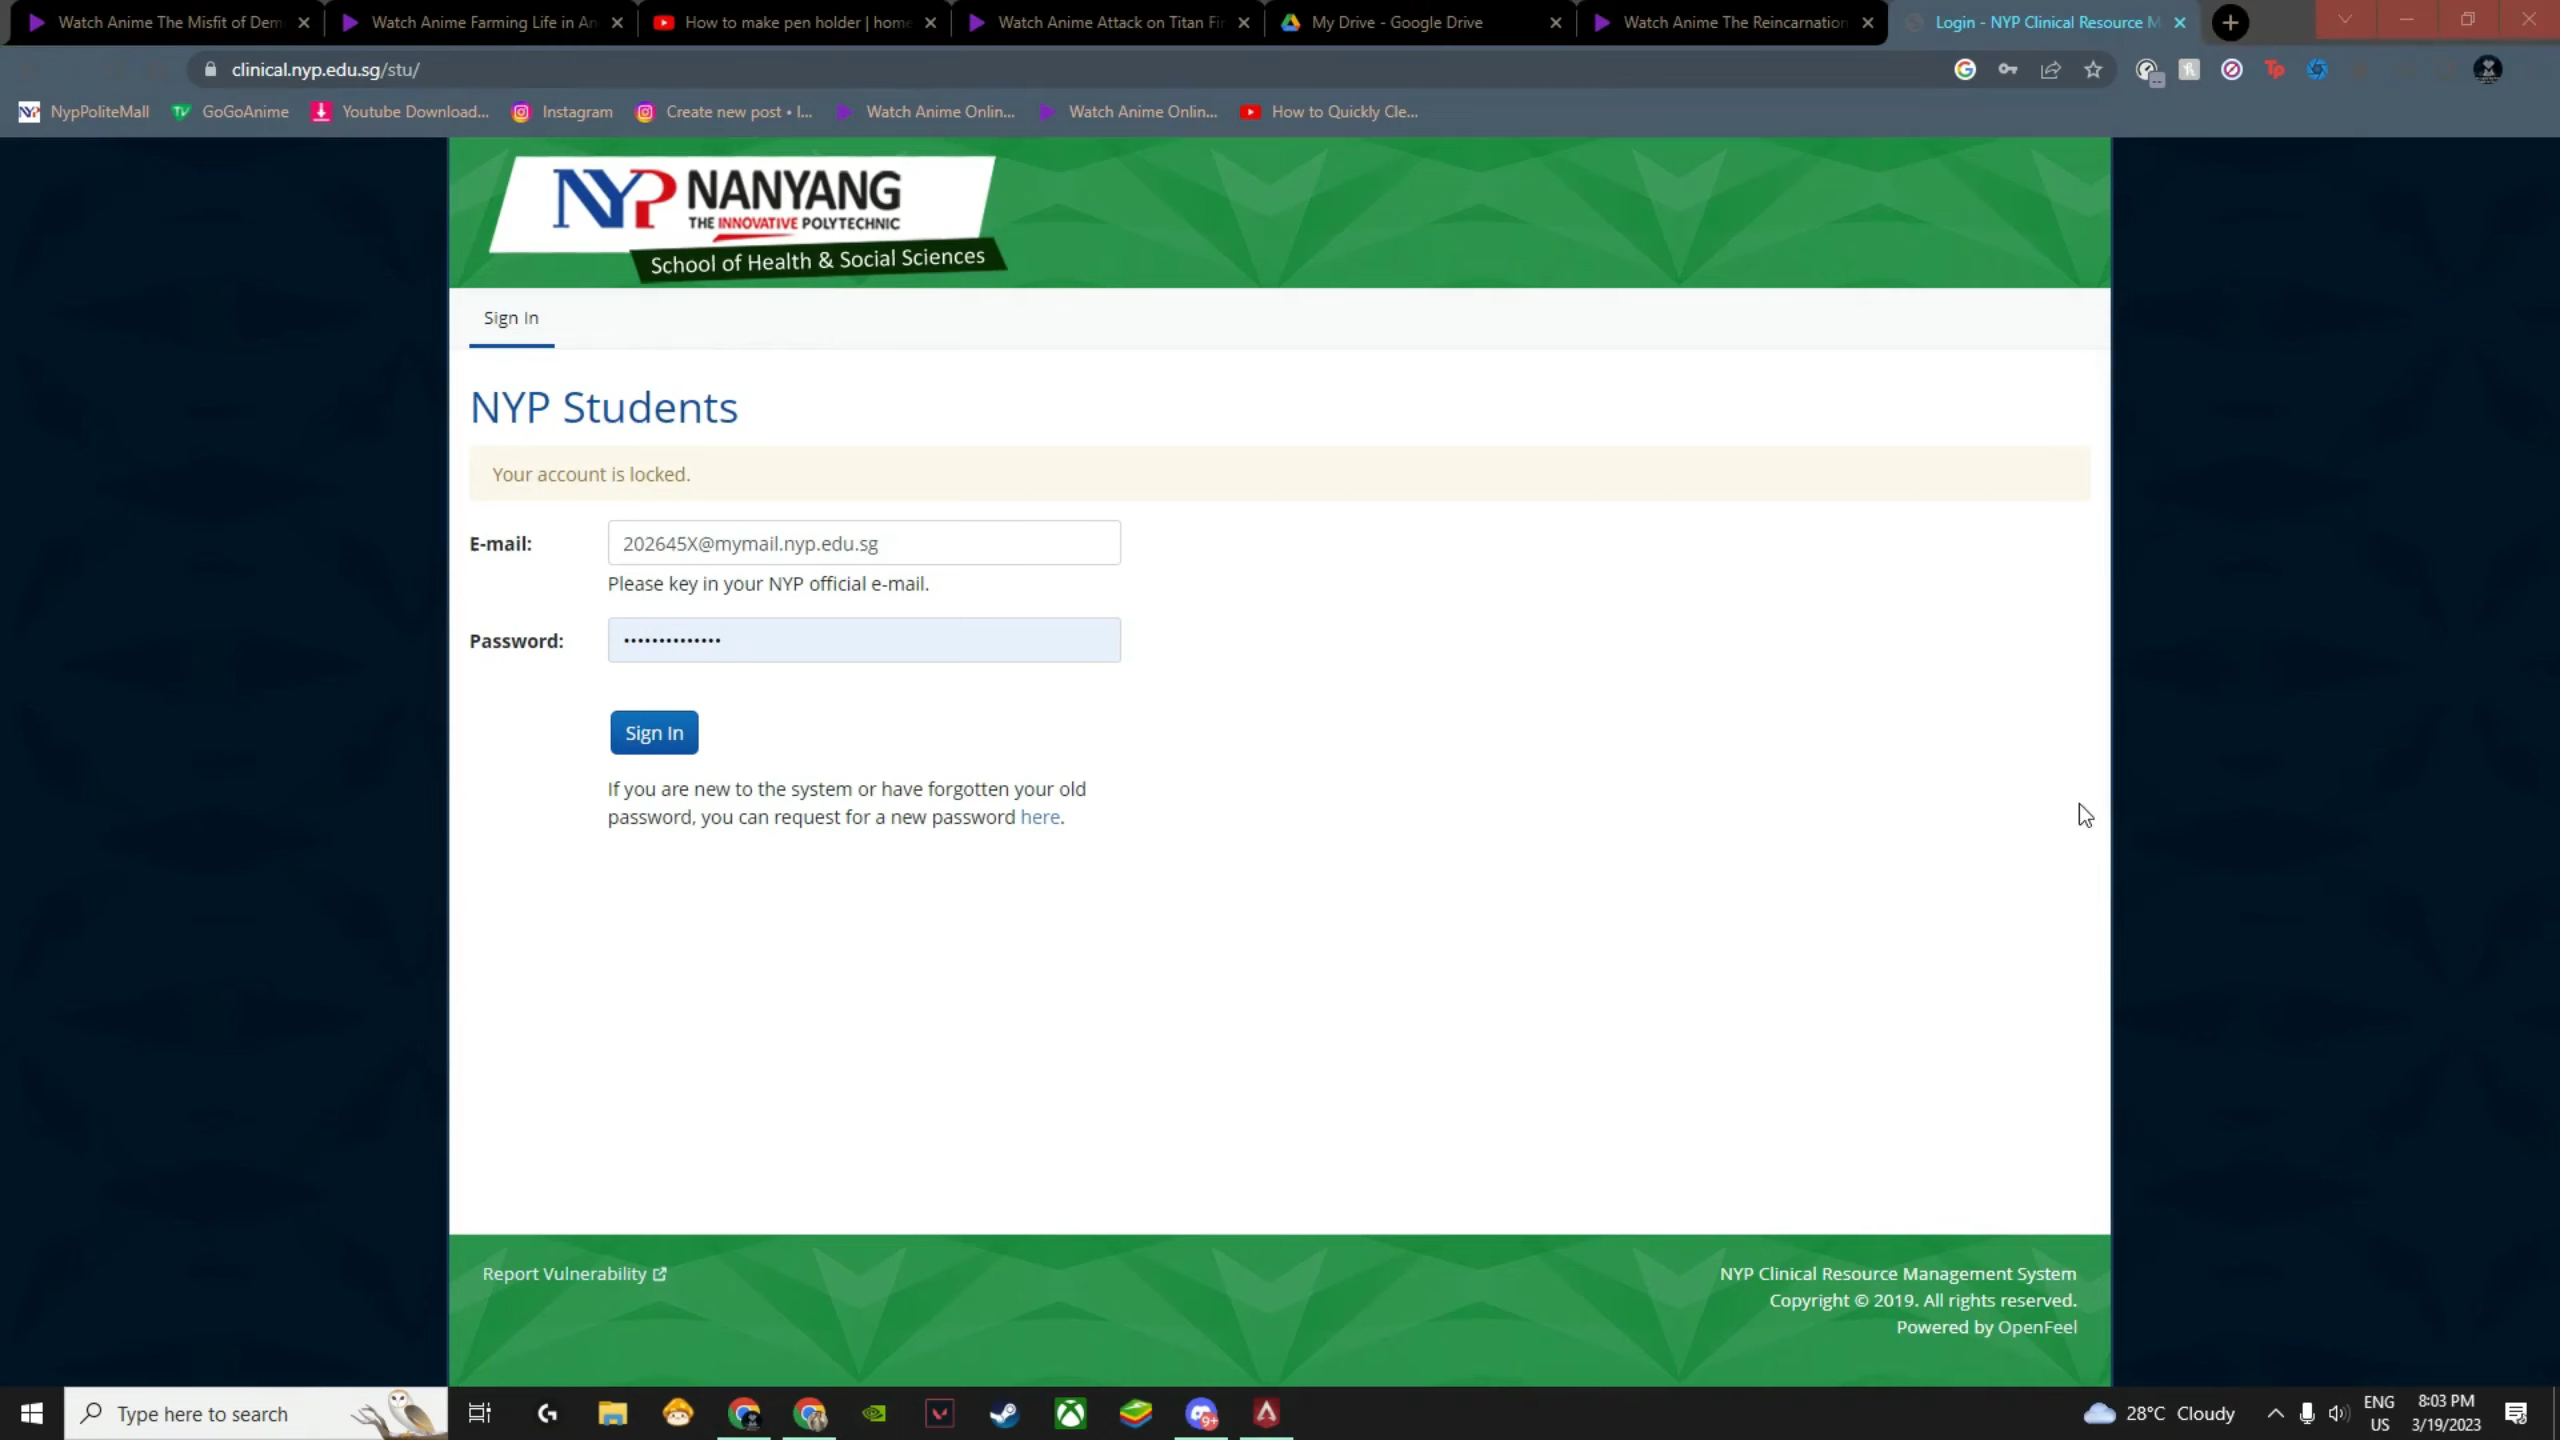 Watch Anime The Misfit of Dem
Watch Anime Farming Life in An
How to make pen holder | home
Watch Anime Attack on Titan Fi
My Drive - Google Drive
Watch Anime The Reincarnation
Login - NYP Clinical Resource M
clinical.nyp.edu.sg/stu/
NypPoliteMall
GoGoAnime
Youtube Download...
Instagram
Create new post • I...
Watch Anime Onlin...
Watch Anime Onlin...
How to Quickly Cle...
NYP NANYANG
THE INNOVATIVE POLYTECHNIC
School of Health & Social Sciences
Sign In
NYP Students
Your account is locked.
E-mail:
202645X@mymail.nyp.edu.sg
Please key in your NYP official e-mail.
Password:
••••••••••••••
Sign In
If you are new to the system or have forgotten your old
password, you can request for a new password here.
Report Vulnerability
NYP Clinical Resource Management System
Copyright © 2019. All rights reserved.
Powered by OpenFeel
Type here to search
9+
28°C Cloudy
ENG
US
8:03 PM
3/19/2023